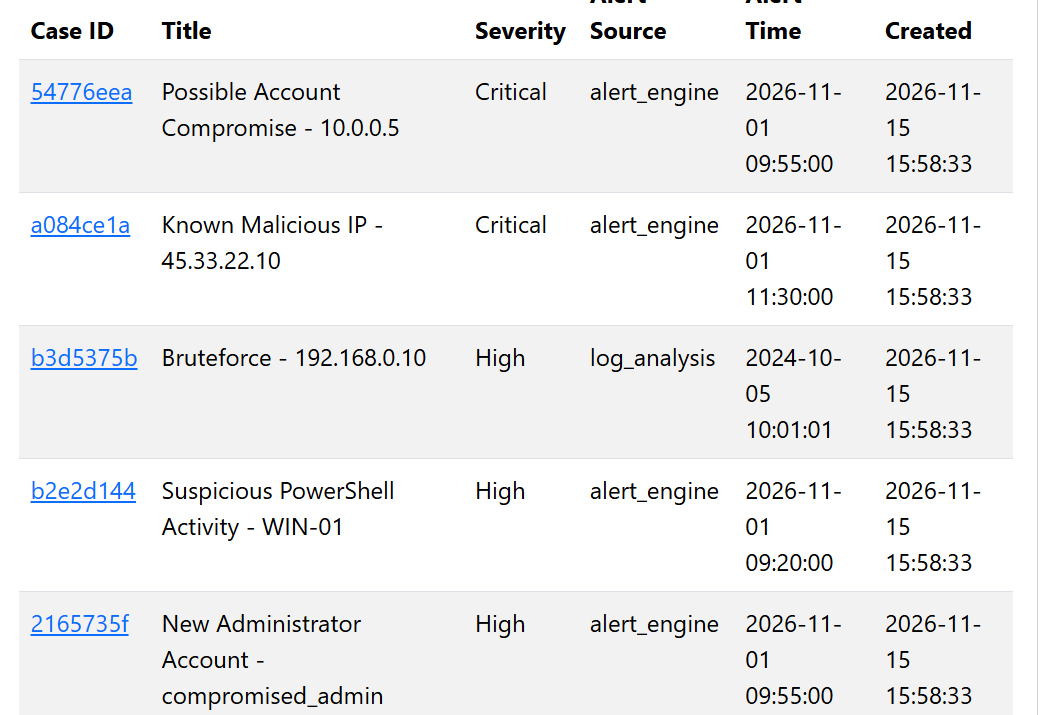 Alert Alert
Case ID Title Severity Source Time Created
54776eea Possible Account Critical alert_engine 2026-11- 2026-11-
Compromise - 10.0.0.5 01 15
09:55:00 15:58:33
a084ce1a Known Malicious IP - Critical alert_engine 2026-11- 2026-11-
45.33.22.10 01 15
11:30:00 15:58:33
b3d5375b Bruteforce - 192.168.0.10 High log_analysis 2024-10- 2026-11-
05 15
10:01:01 15:58:33
b2e2d144 Suspicious PowerShell High alert_engine 2026-11- 2026-11-
Activity - WIN-01 01 15
09:20:00 15:58:33
2165735f New Administrator High alert_engine 2026-11- 2026-11-
Account - 01 15
compromised_admin 09:55:00 15:58:33